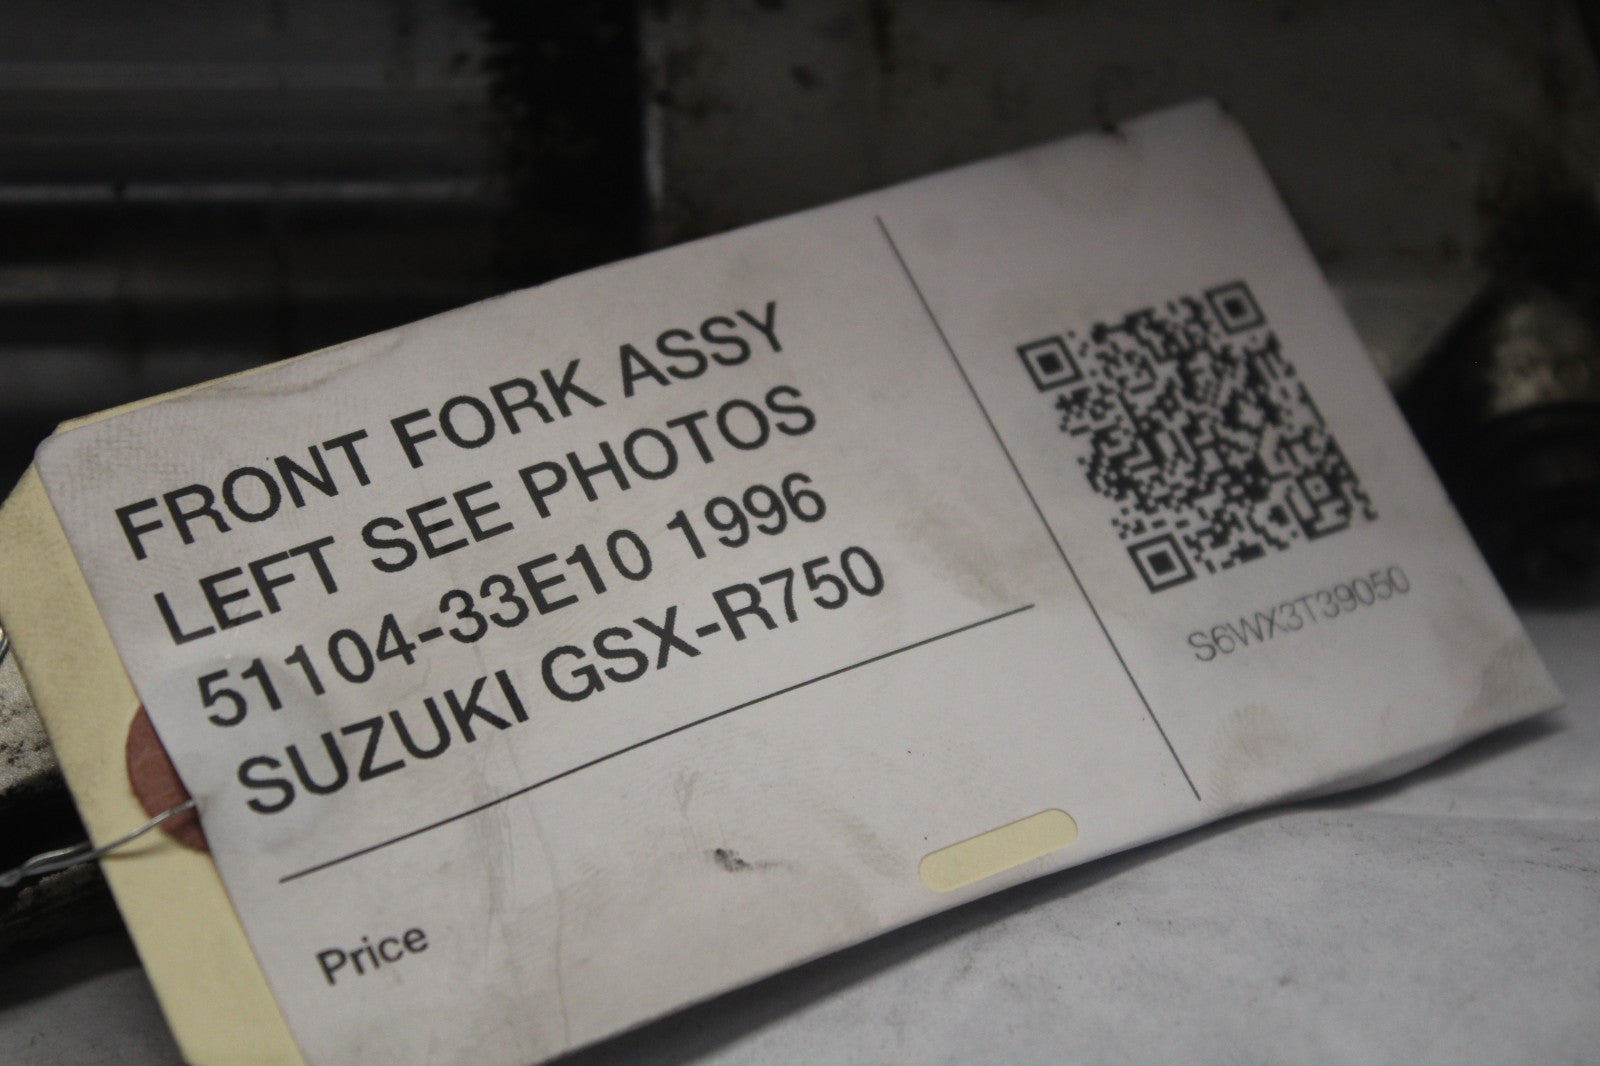 FRONT FORK ASSY
LEFT SEE PHOTOS
51104-33E10 1996
SUZUKI GSX-R750
Price
S6WX3T39050